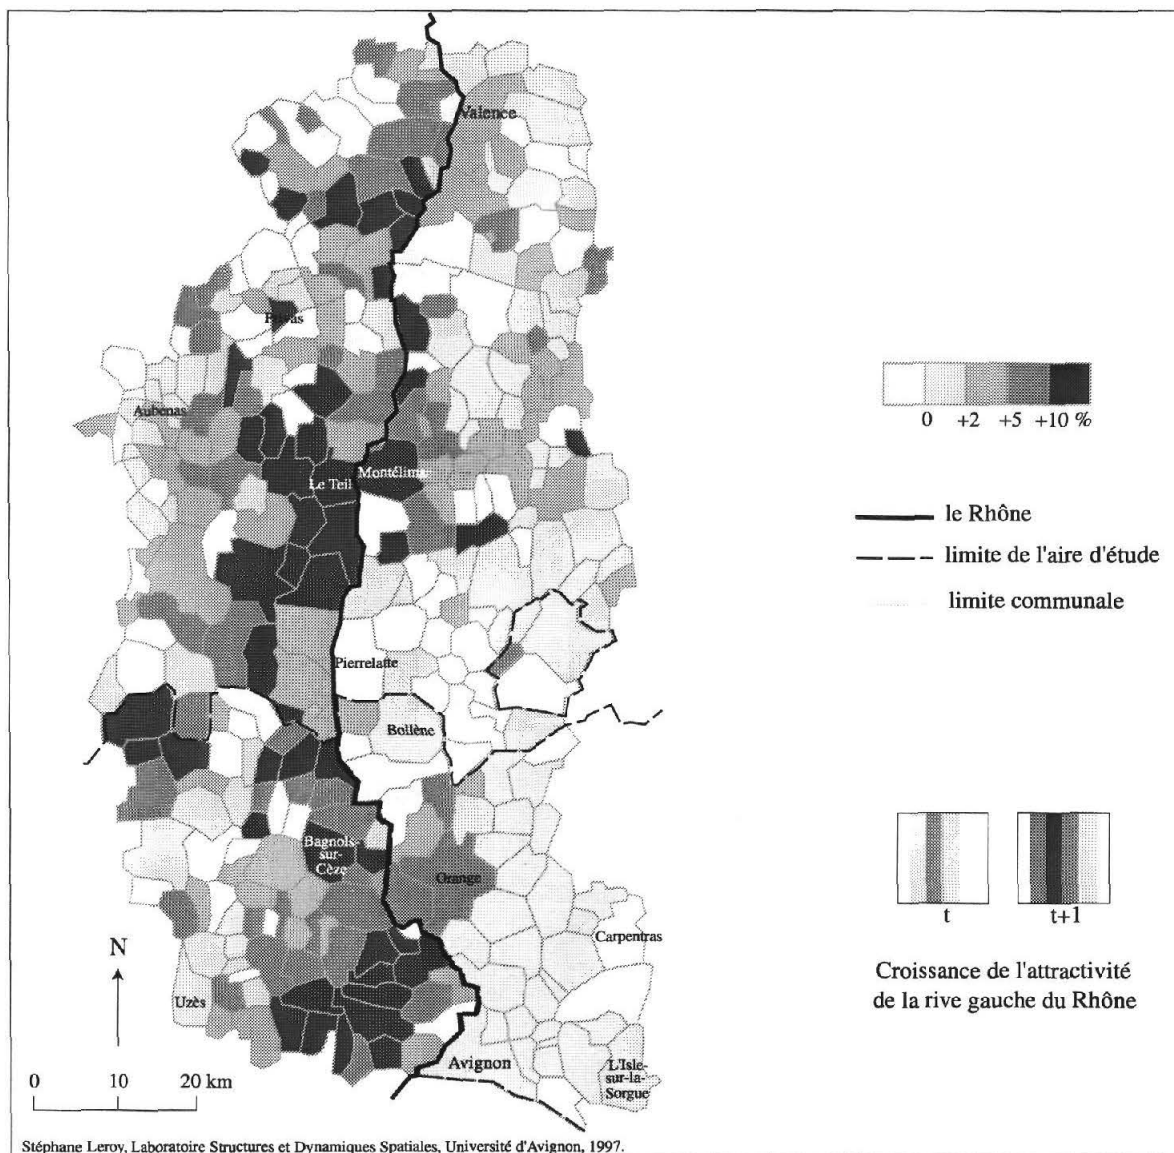 Valence
Privas
Aubenas
Le Teil
Montélimar
Pierrelatte
Bollène
Bagnols-
sur-
Cèze
Orange
Carpentras
Uzès
Avignon
L'Isle-
sur-la-
Sorgue
N
0 10 20 km
0 +2 +5 +10 %
le Rhône
limite de l'aire d'étude
limite communale
t t+1
Croissance de l'attractivité
de la rive gauche du Rhône
Stéphane Leroy, Laboratoire Structures et Dynamiques Spatiales, Université d'Avignon, 1997.